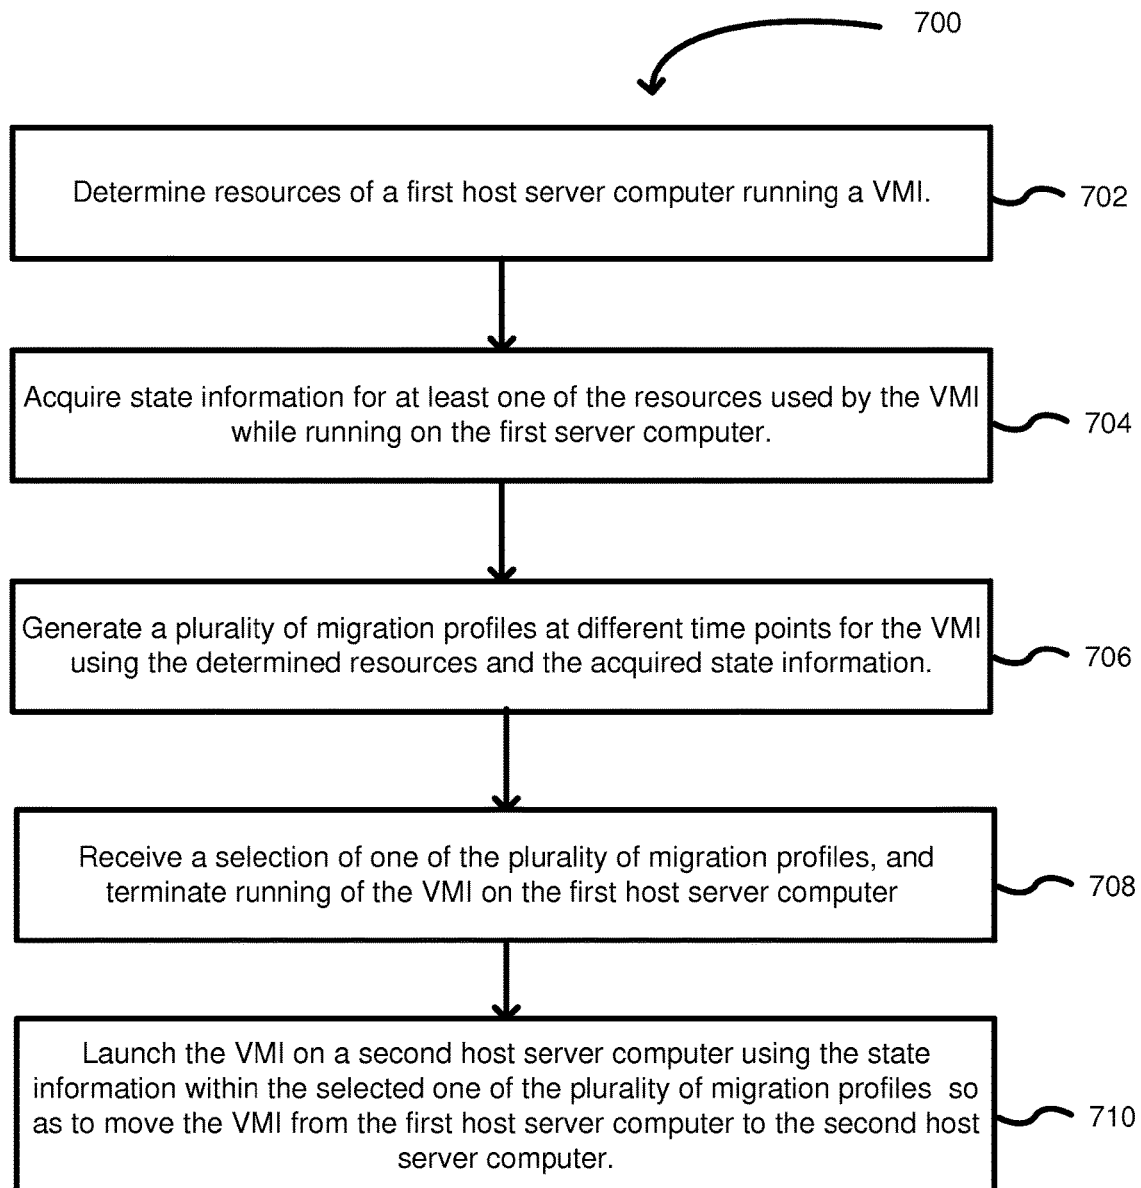 700
Determine resources of a first host server computer running a VMI.
702
Acquire state information for at least one of the resources used by the VMI
while running on the first server computer.
704
Generate a plurality of migration profiles at different time points for the VMI
using the determined resources and the acquired state information.
706
Receive a selection of one of the plurality of migration profiles, and
terminate running of the VMI on the first host server computer
708
Launch the VMI on a second host server computer using the state
information within the selected one of the plurality of migration profiles so
as to move the VMI from the first host server computer to the second host
server computer.
710